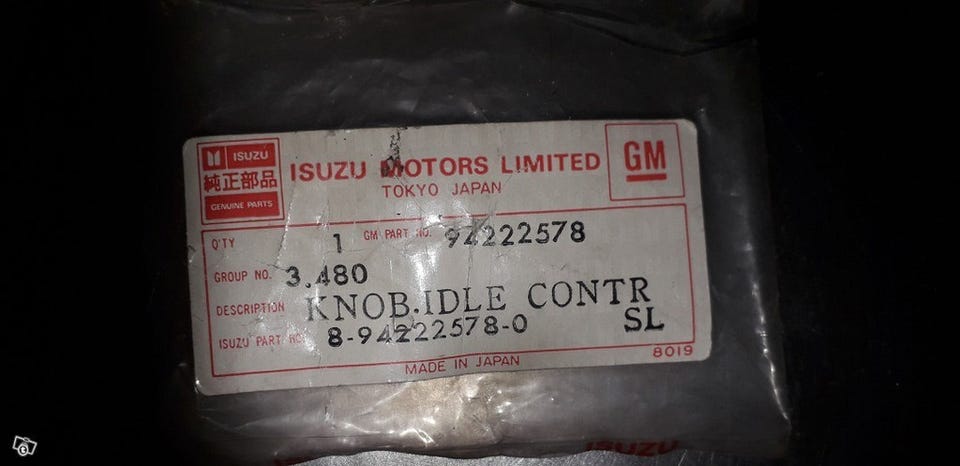 ISUZU
純正部品
GENUINE PARTS
ISUZU MOTORS LIMITED
TOKYO JAPAN
GM
Q'TY 1 GM PART NO. 94222578
GROUP NO. 3.480
DESCRIPTION KNOB.IDLE CONTR
ISUZU PART NO. 8-94222578-0 SL
8019
MADE IN JAPAN
ISUZU